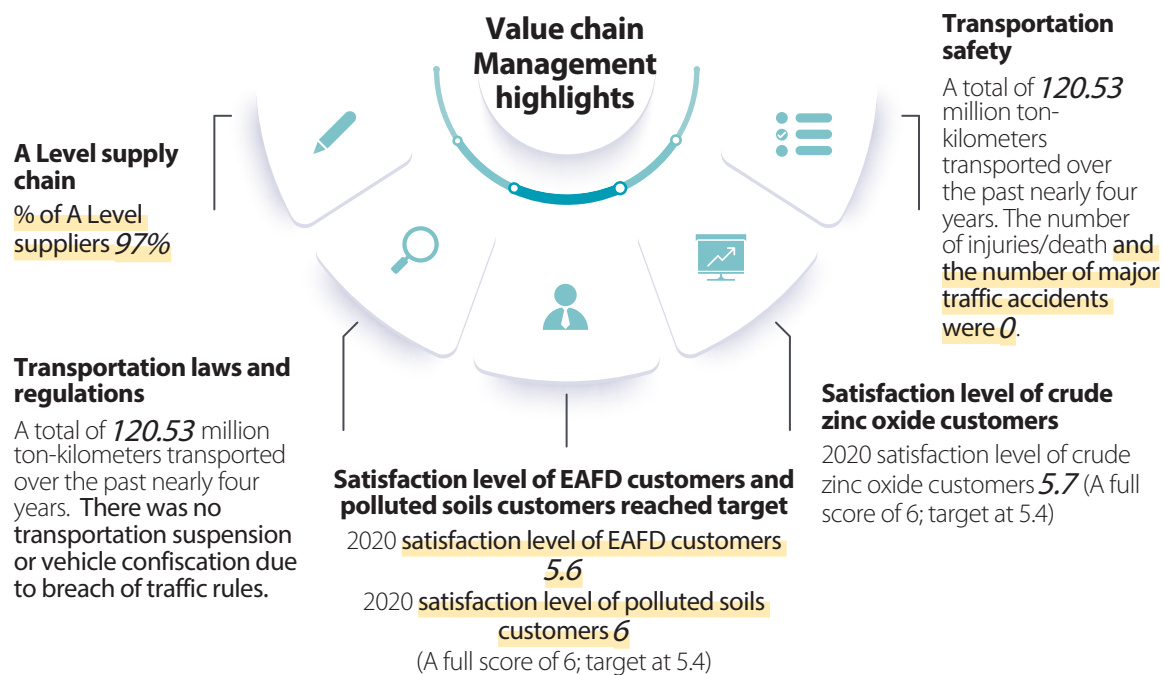 Value chain
Management
highlights
A Level supply
chain
% of A Level
suppliers 97%
Transportation laws and
regulations
A total of 120.53 million
ton-kilometers transported
over the past nearly four
years. There was no
transportation suspension
or vehicle confiscation due
to breach of traffic rules.
Satisfaction level of EAFD customers and
polluted soils customers reached target
2020 satisfaction level of EAFD customers
5.6
2020 satisfaction level of polluted soils
customers 6
(A full score of 6; target at 5.4)
Satisfaction level of crude
zinc oxide customers
2020 satisfaction level of crude
zinc oxide customers 5.7 (A full
score of 6; target at 5.4)
Transportation
safety
A total of 120.53
million ton-
kilometers
transported over
the past nearly four
years. The number
of injuries/death and
the number of major
traffic accidents
were 0.